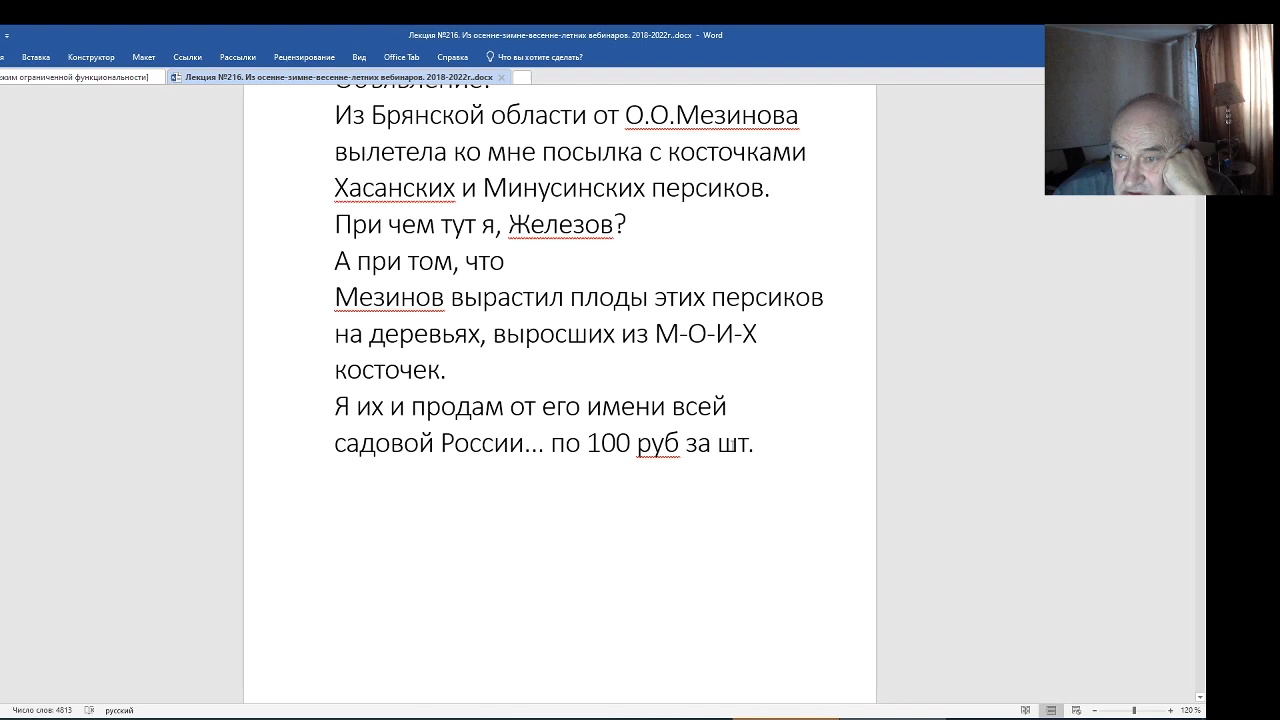 Лекция №216. Из осенне-зимне-весенне-летних вебинаров. 2018-2022г..docx - Word
Вставка Конструктор Макет Ссылки Рассылки Рецензирование Вид Office Tab Справка Что вы хотите сделать?
жим ограниченной функциональности] Лекция №216. Из осенне-зимне-весенне-летних вебинаров. 2018-2022г..docx
Объявление.
Из Брянской области от О.О.Мезинова
вылетела ко мне посылка с косточками
Хасанских и Минусинских персиков.
При чем тут я, Железов?
А при том, что
Мезинов вырастил плоды этих персиков
на деревьях, выросших из М-О-И-Х
косточек.
Я их и продам от его имени всей
садовой России... по 100 руб за шт.
Число слов: 4813 русский 120 %